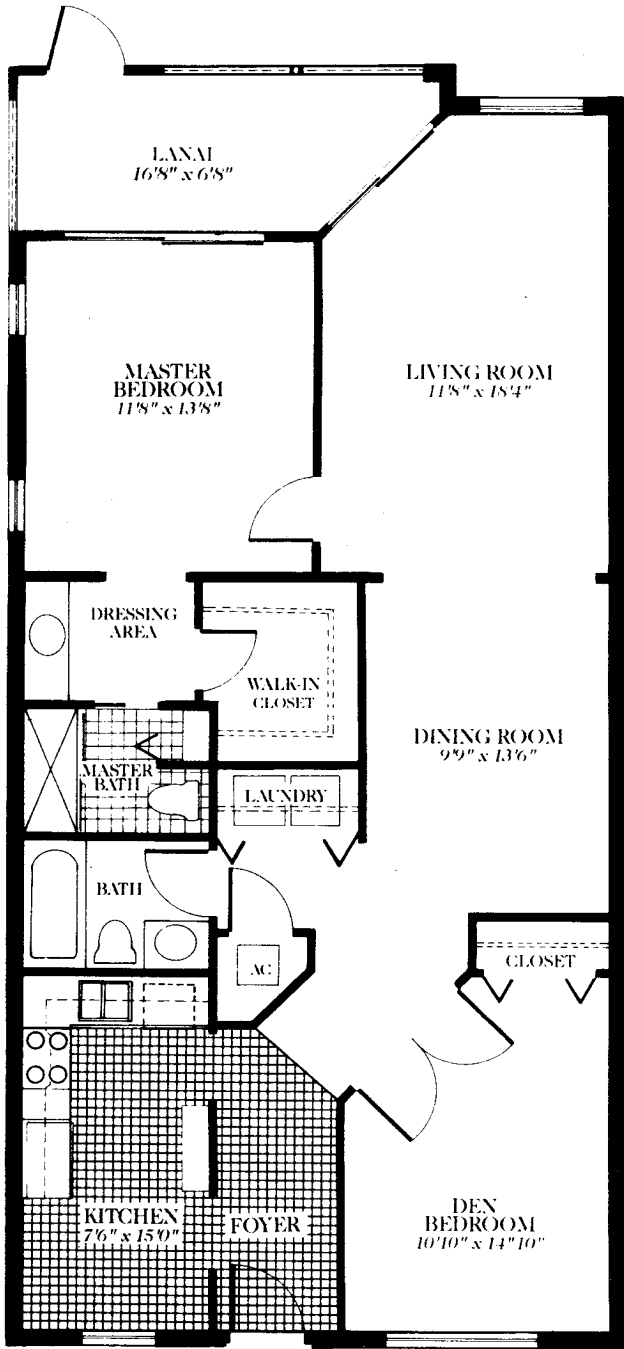 LANAI
16'8" x 6'8"
MASTER
BEDROOM
11'8" x 13'8"
LIVING ROOM
11'8" x 18'4"
DRESSING
AREA
WALK-IN
CLOSET
DINING ROOM
9'9" x 13'6"
MASTER
BATH
LAUNDRY
BATH
AC
CLOSET
KITCHEN
7'6" x 15'0"
FOYER
DEN
BEDROOM
10'10" x 14"10"